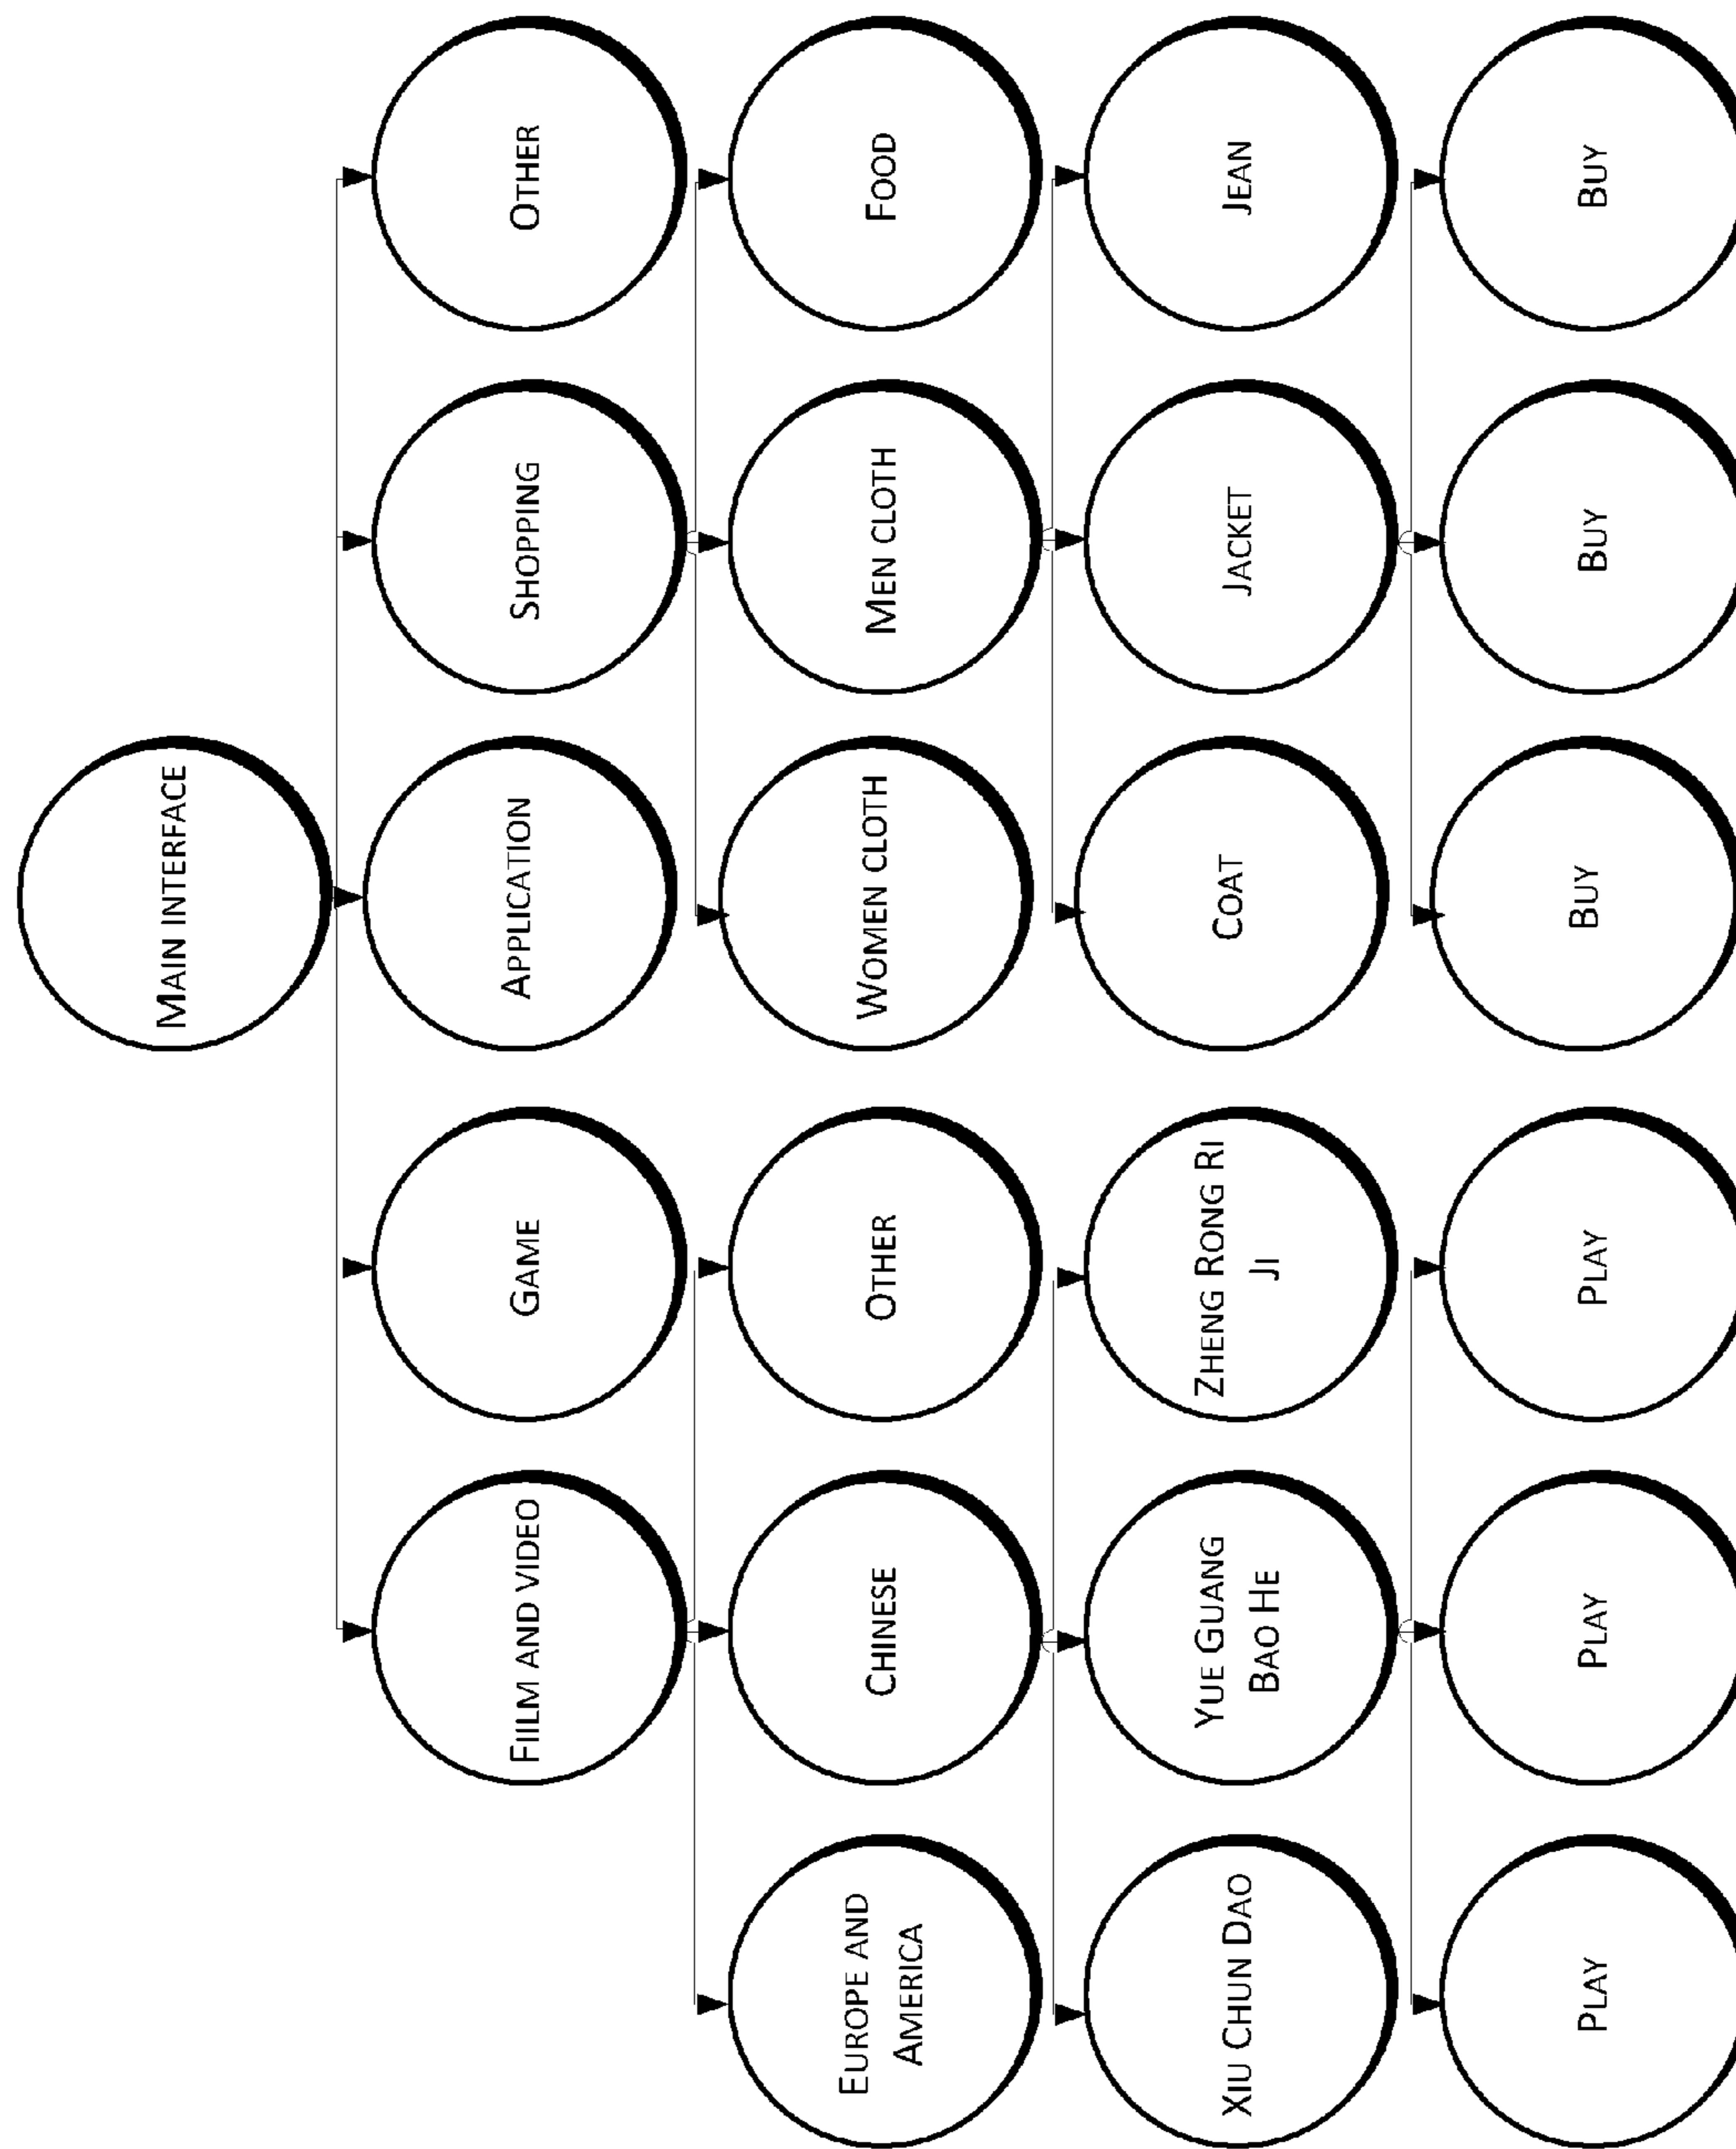 MAIN INTERFACE
FIILM AND VIDEO
GAME
APPLICATION
SHOPPING
OTHER
EUROPE AND
AMERICA
CHINESE
OTHER
WOMEN CLOTH
MEN CLOTH
FOOD
XIU CHUN DAO
YUE GUANG
BAO HE
ZHENG RONG RI
JI
COAT
JACKET
JEAN
PLAY
PLAY
PLAY
BUY
BUY
BUY